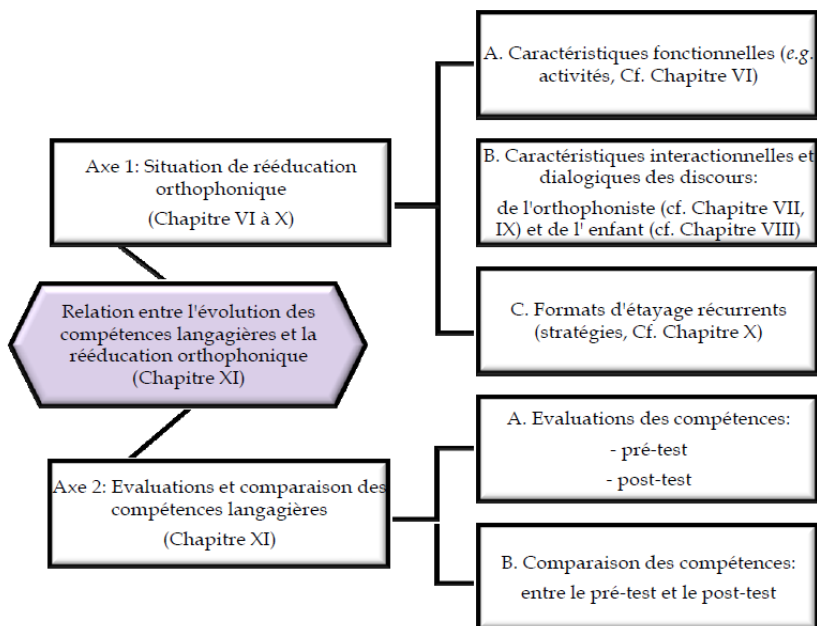 A. Caractéristiques fonctionnelles (e.g.
activités, Cf. Chapitre VI)
Axe 1: Situation de rééducation
orthophonique
(Chapitre VI à X)
B. Caractéristiques interactionnelles et
dialogiques des discours:
de l'orthophoniste (cf. Chapitre VII,
IX) et de l' enfant (cf. Chapitre VIII)
C. Formats d'étayage récurrents
(stratégies, Cf. Chapitre X)
Relation entre l'évolution des
compétences langagières et la
rééducation orthophonique
(Chapitre XI)
Axe 2: Evaluations et comparaison des
compétences langagières
(Chapitre XI)
A. Evaluations des compétences:
- pré-test
- post-test
B. Comparaison des compétences:
entre le pré-test et le post-test